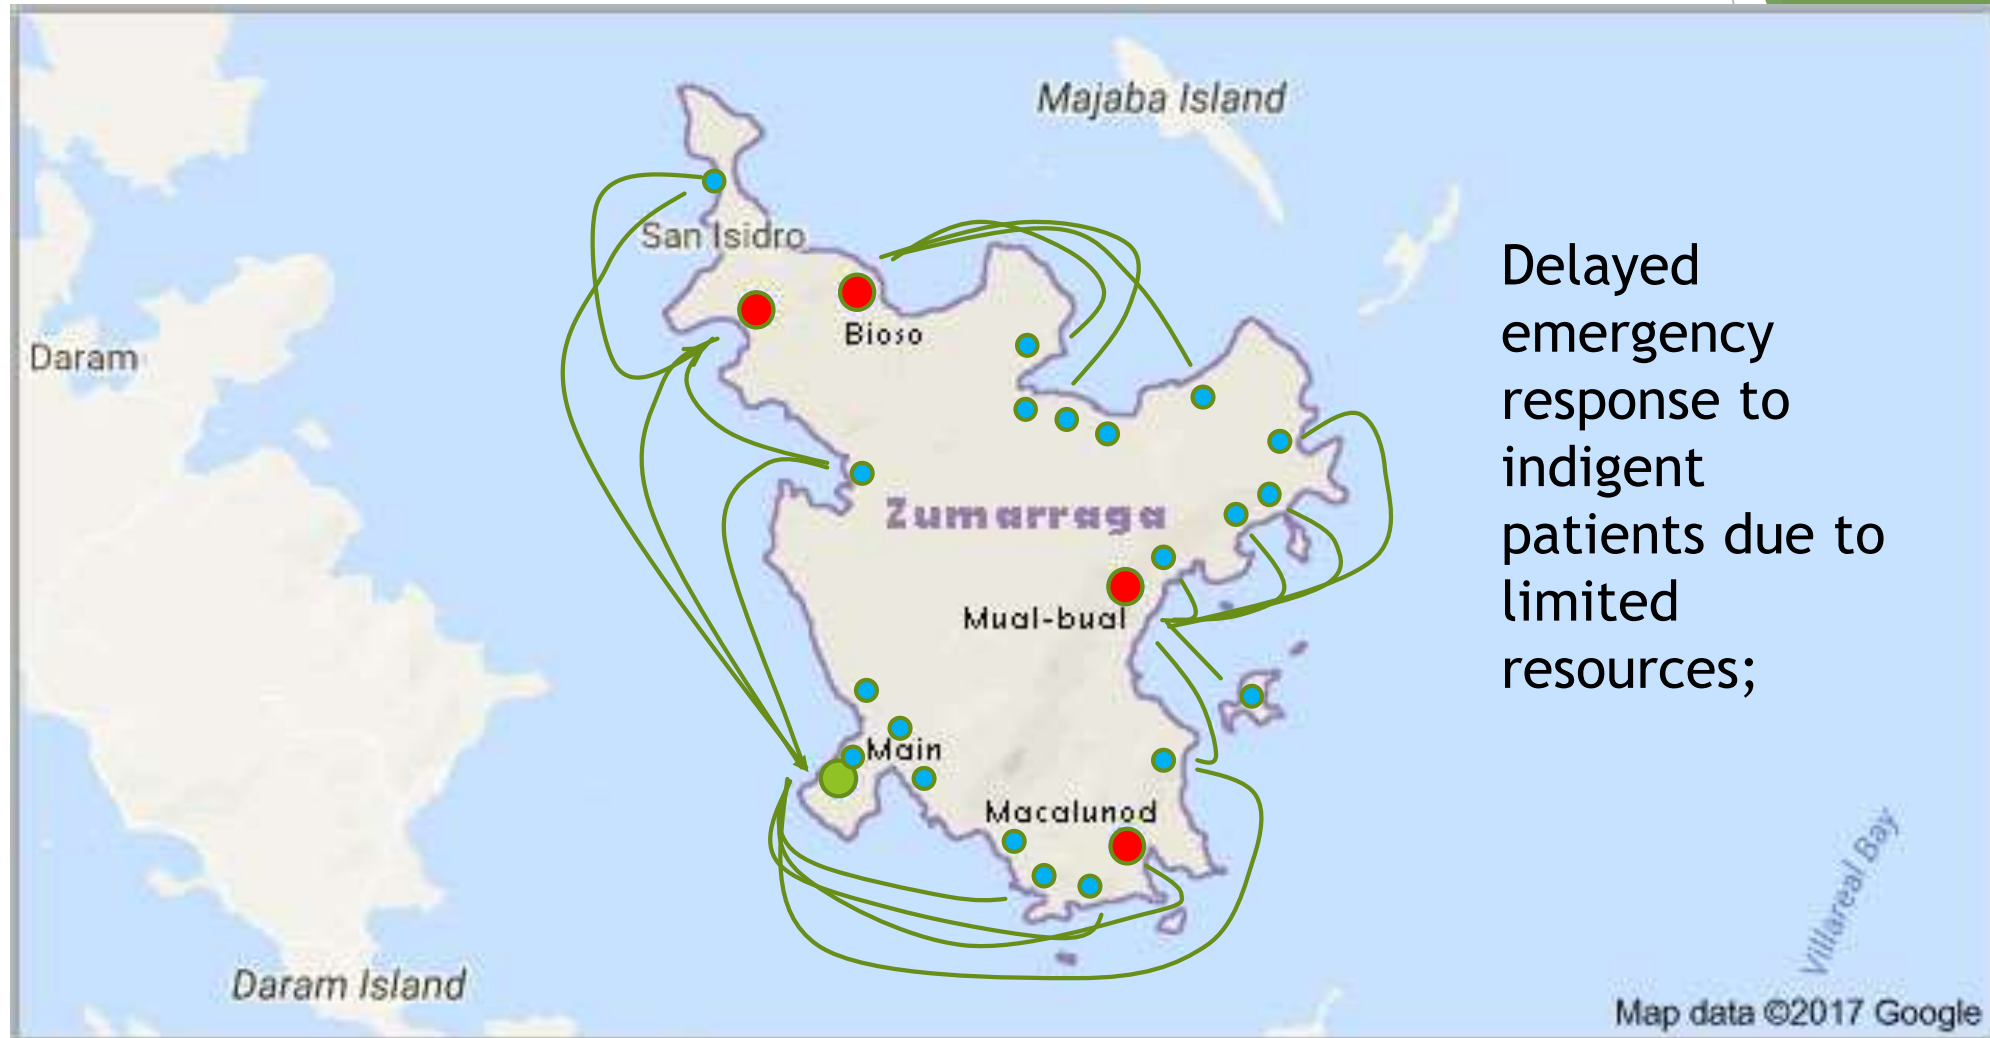 Majaba Island
San Isidro
Bioso
Daram
Zumarraga
Mual-bual
Main
Macalunod
Daram Island
Villareal Bay
Map data ©2017 Google
Delayed
emergency
response to
indigent
patients due to
limited
resources;